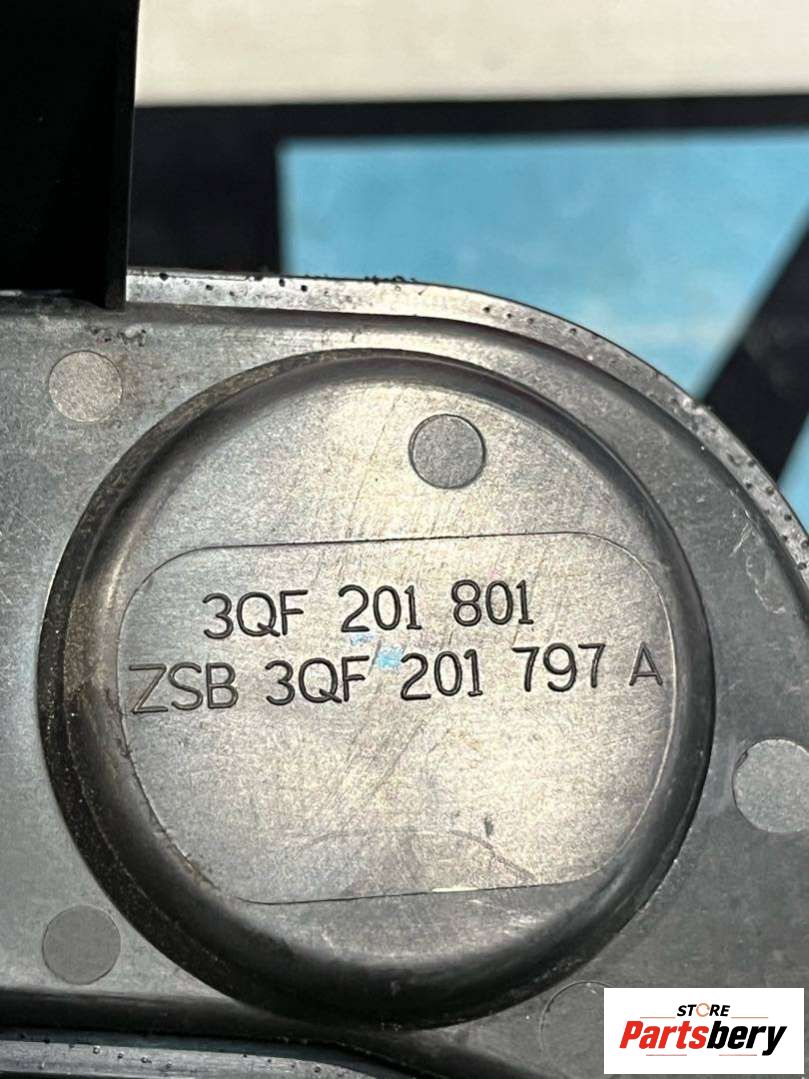 3QF 201 801
ZSB 3QF 201 797 A
STORE
Partsbery